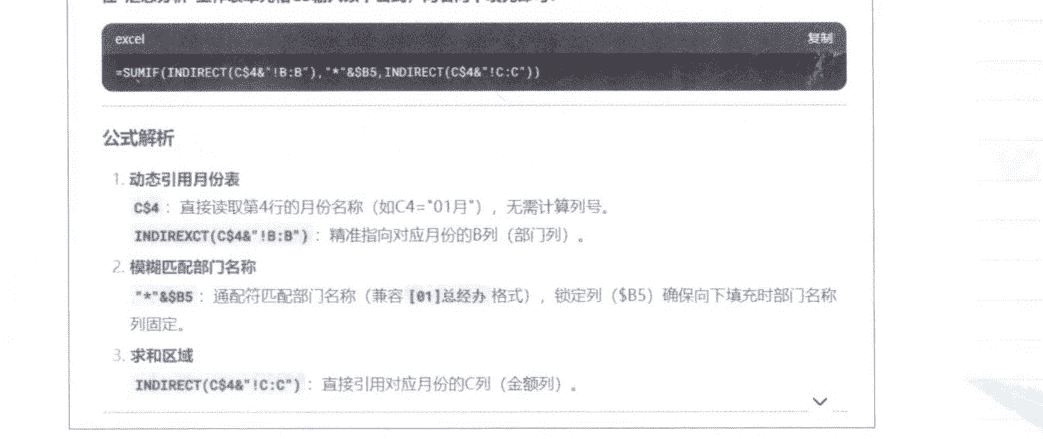 excel
复制
=SUMIF(INDIRECT(C$4&"!B:B"),"*"&$B5,INDIRECT(C$4&"!C:C"))
公式解析
1. 动态引用月份表
C$4：直接读取第4行的月份名称（如C4="01月"），无需计算列号。
INDIREXCT(C$4&"!B:B")：精准指向对应月份的B列（部门列）。
2. 模糊匹配部门名称
"*"&$B5：通配符匹配部门名称（兼容 [01]总经办 格式），锁定列（$B5）确保向下填充时部门名称
列固定。
3. 求和区域
INDIRECT(C$4&"!C:C")：直接引用对应月份的C列（金额列）。